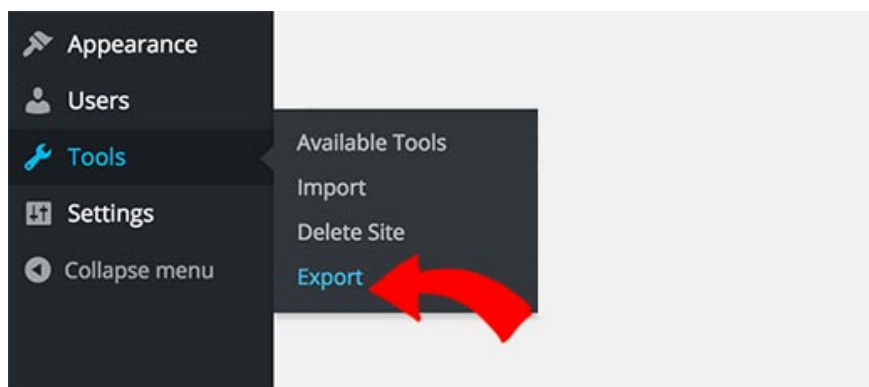 Appearance
Users
Tools
Settings
Collapse menu
Available Tools
Import
Delete Site
Export